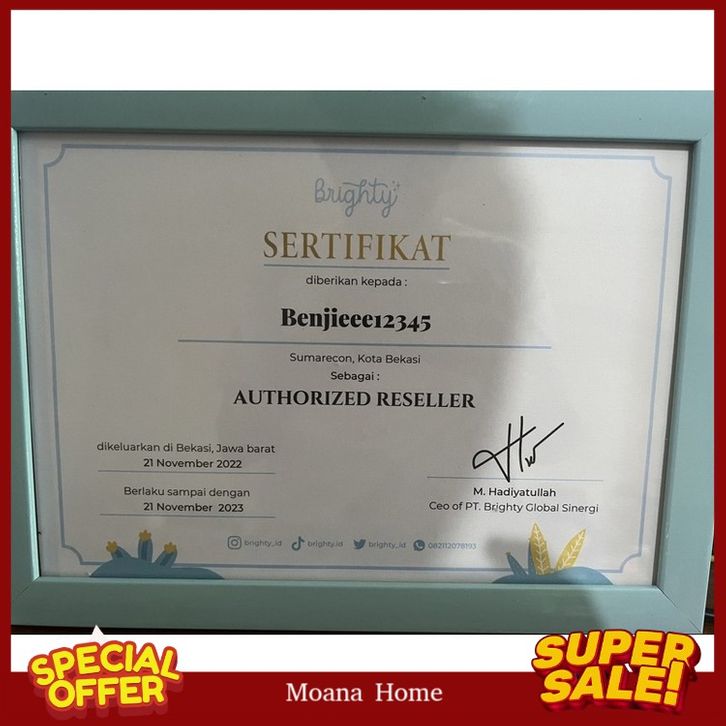 Brighty
SERTIFIKAT
diberikan kepada :
Benjieee12345
Sumarecon, Kota Bekasi
Sebagai :
AUTHORIZED RESELLER
dikeluarkan di Bekasi, Jawa barat
21 November 2022
Berlaku sampai dengan
21 November 2023
M. Hadiyatullah
Ceo of PT. Brighty Global Sinergi
brighty_id brighty.id brighty_id 082112078193
SPECIAL
OFFER
Moana Home
SUPER
SALE!